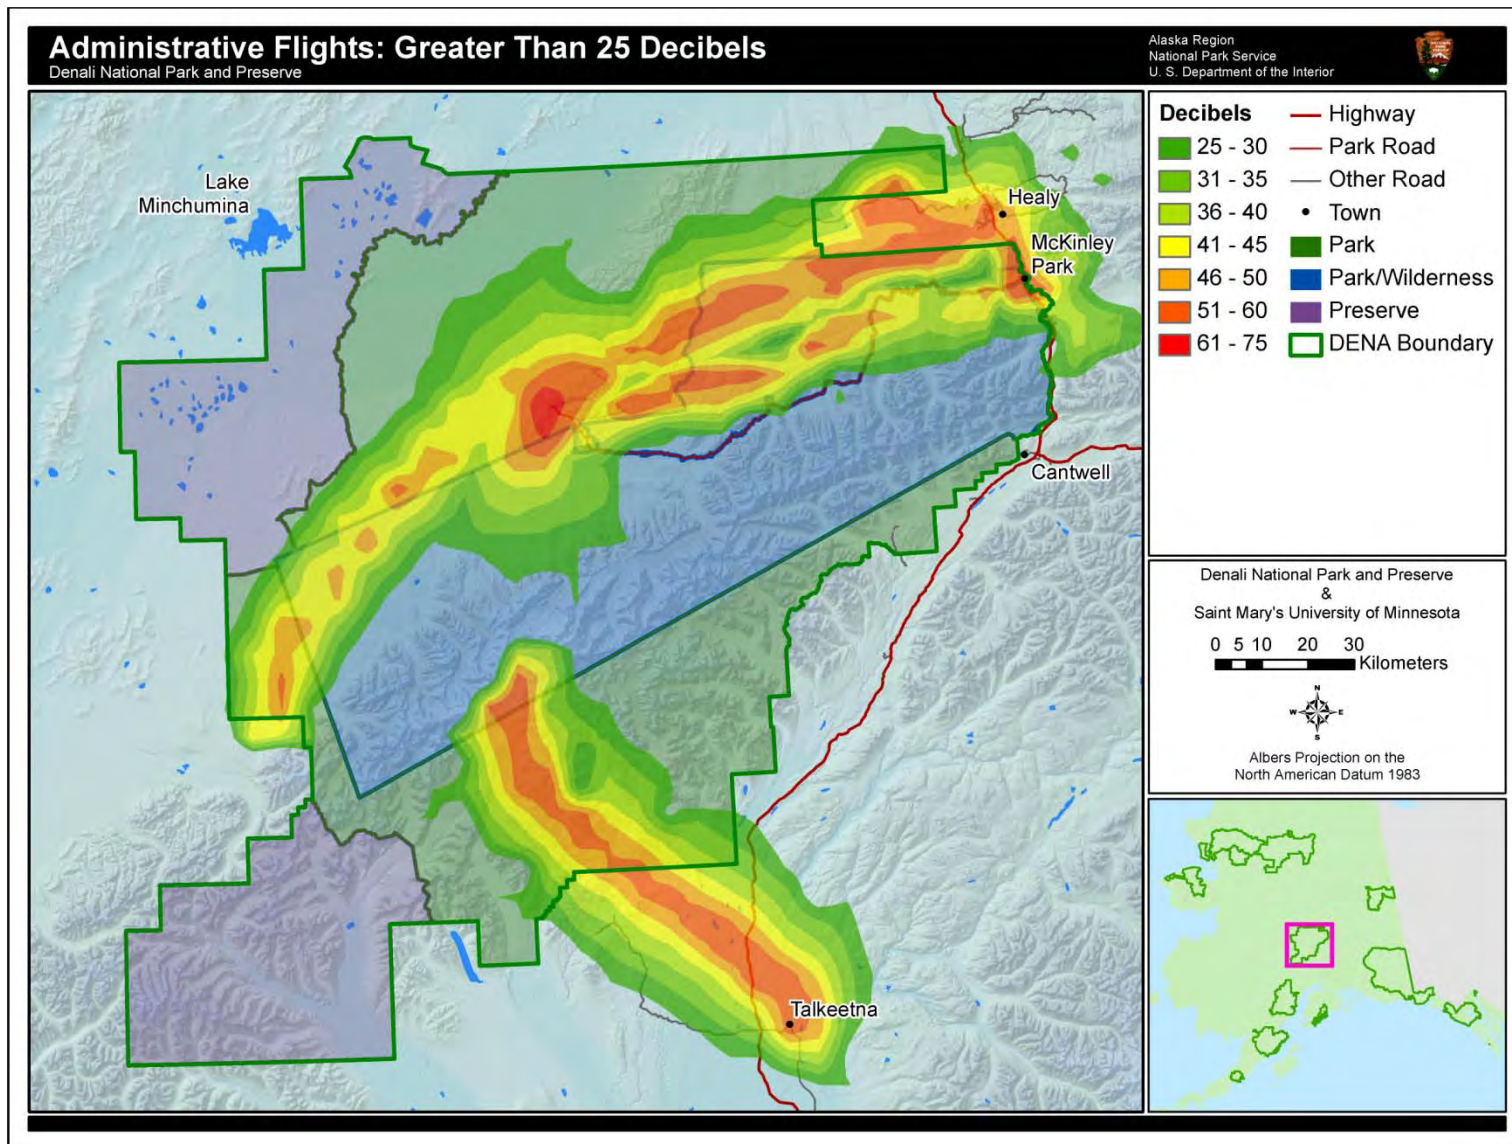 Administrative Flights: Greater Than 25 Decibels
Denali National Park and Preserve
Alaska Region
National Park Service
U. S. Department of the Interior
Lake
Minchumina
Healy
McKinley
Park
Cantwell
Talkeetna
Decibels
25 - 30
31 - 35
36 - 40
41 - 45
46 - 50
51 - 60
61 - 75
Highway
Park Road
Other Road
Town
Park
Park/Wilderness
Preserve
DENA Boundary
Denali National Park and Preserve
&
Saint Mary's University of Minnesota
0 5 10 20 30
Kilometers
N
W E
S
Albers Projection on the
North American Datum 1983